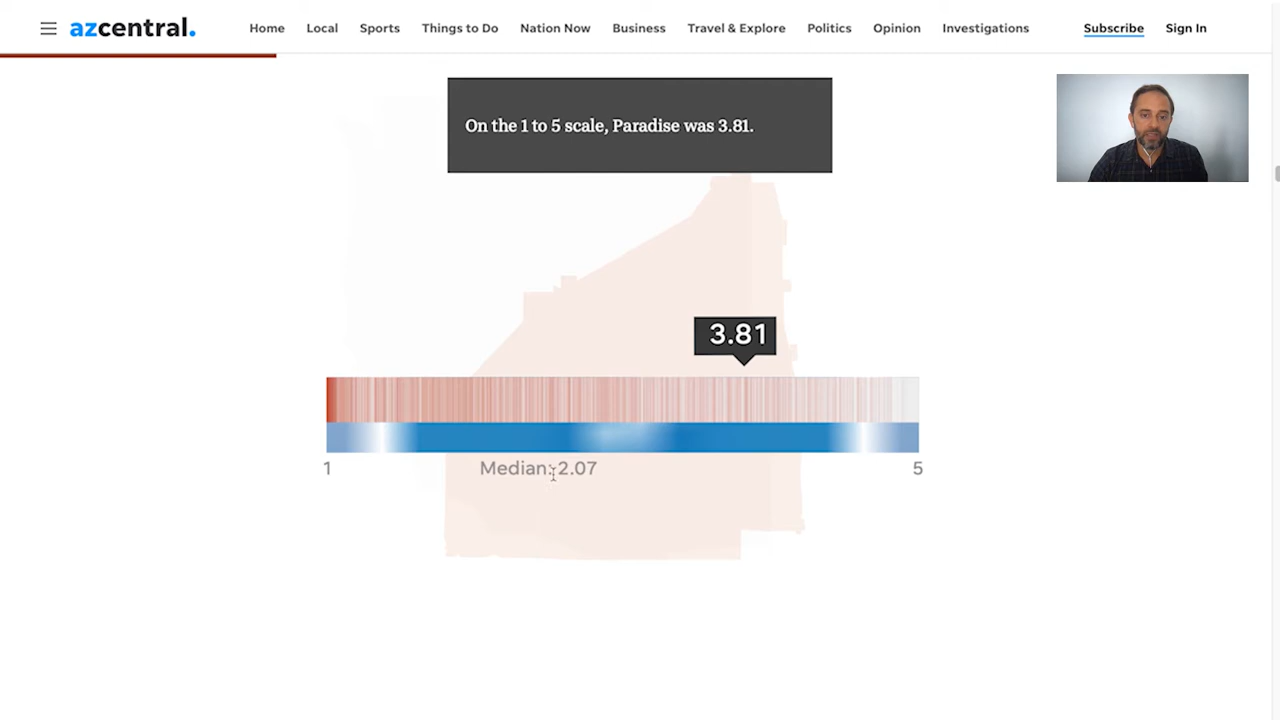 azcentral.
Home Local Sports Things to Do Nation Now Business Travel & Explore Politics Opinion Investigations Subscribe Sign In
On the 1 to 5 scale, Paradise was 3.81.
3.81
1 Median: 2.07 5